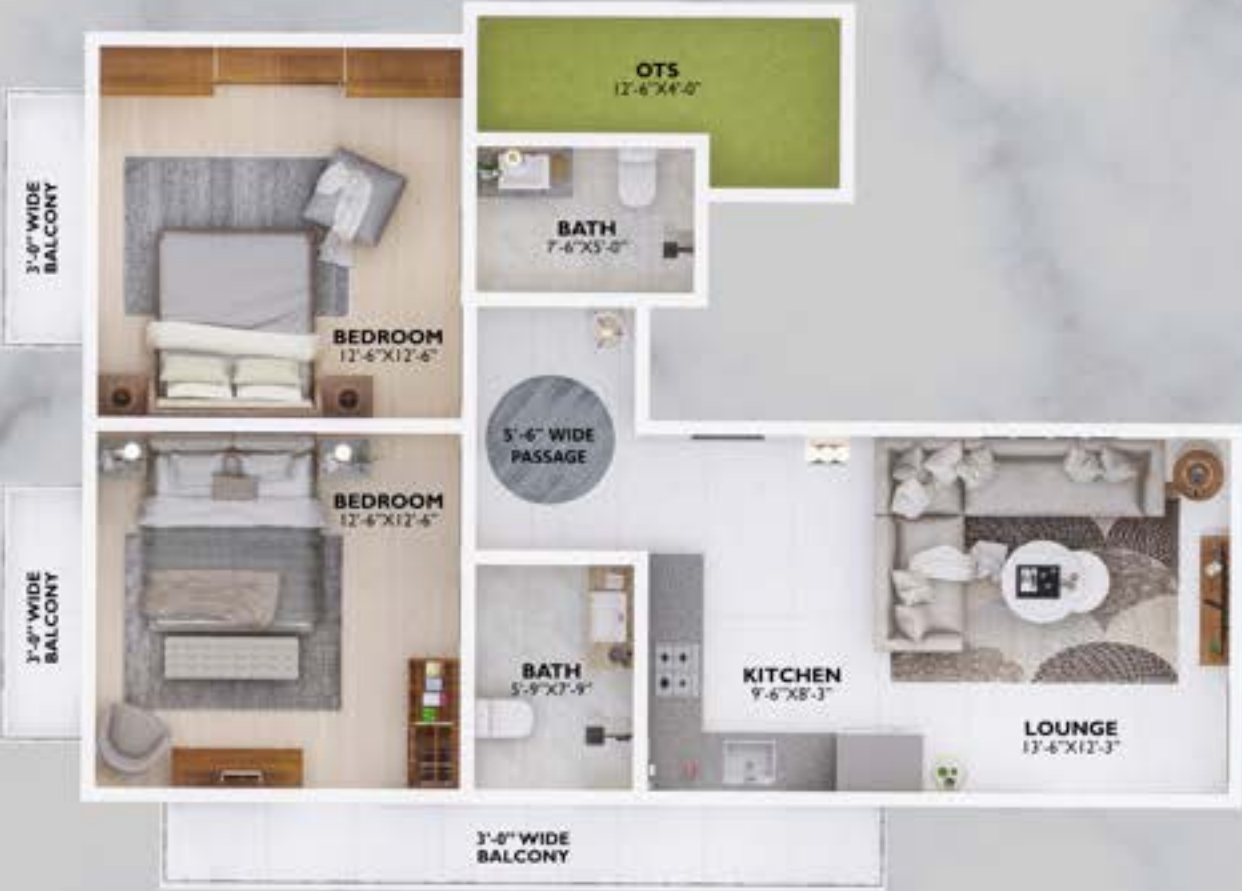 OTS
12'-6"X4'-0"
BATH
7'-6"X5'-0"
3'-0" WIDE
BALCONY
BEDROOM
12'-6"X12'-6"
5'-6" WIDE
PASSAGE
BEDROOM
12'-6"X12'-6"
3'-0" WIDE
BALCONY
BATH
5'-9"X7'-9"
KITCHEN
9'-6"X8'-3"
LOUNGE
13'-6"X12'-3"
3'-0" WIDE
BALCONY